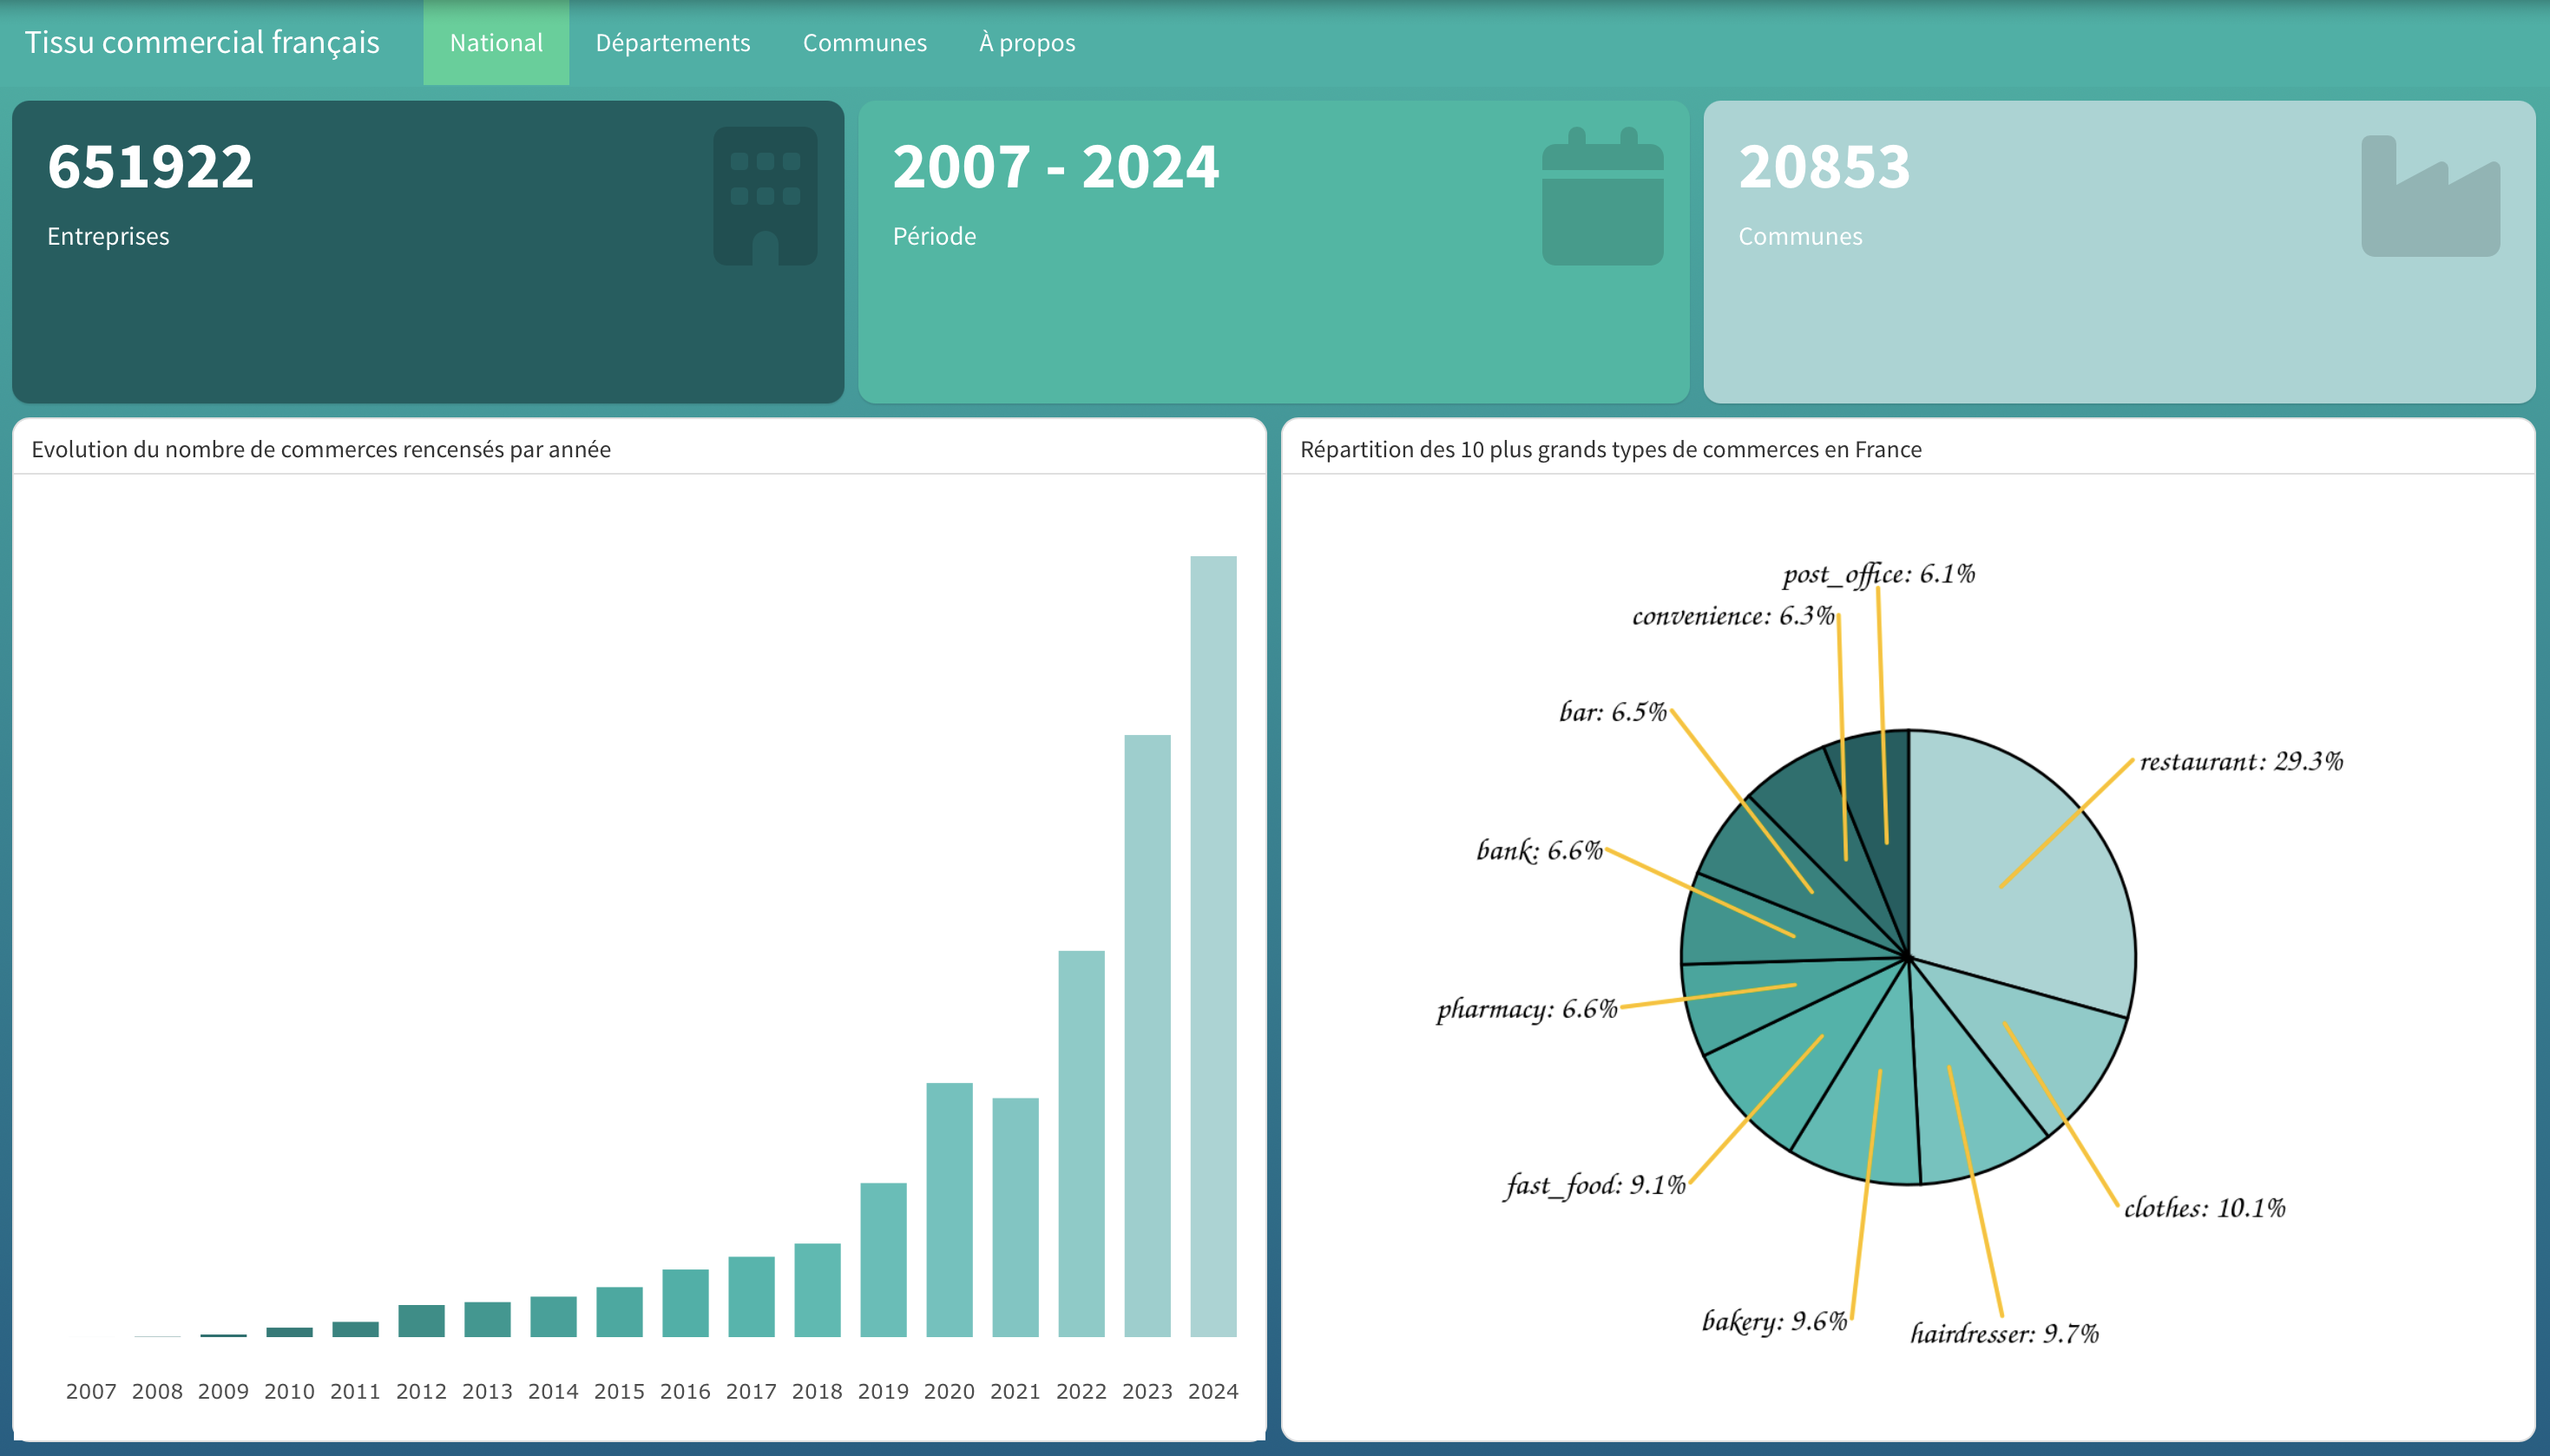 Tissu commercial français
National
Départements
Communes
À propos
651922
Entreprises
2007 - 2024
Période
20853
Communes
Evolution du nombre de commerces rencensés par année
2007 2008 2009 2010 2011 2012 2013 2014 2015 2016 2017 2018 2019 2020 2021 2022 2023 2024
Répartition des 10 plus grands types de commerces en France
post_office: 6.1%
convenience: 6.3%
bar: 6.5%
restaurant: 29.3%
bank: 6.6%
pharmacy: 6.6%
fast_food: 9.1%
clothes: 10.1%
bakery: 9.6%
hairdresser: 9.7%